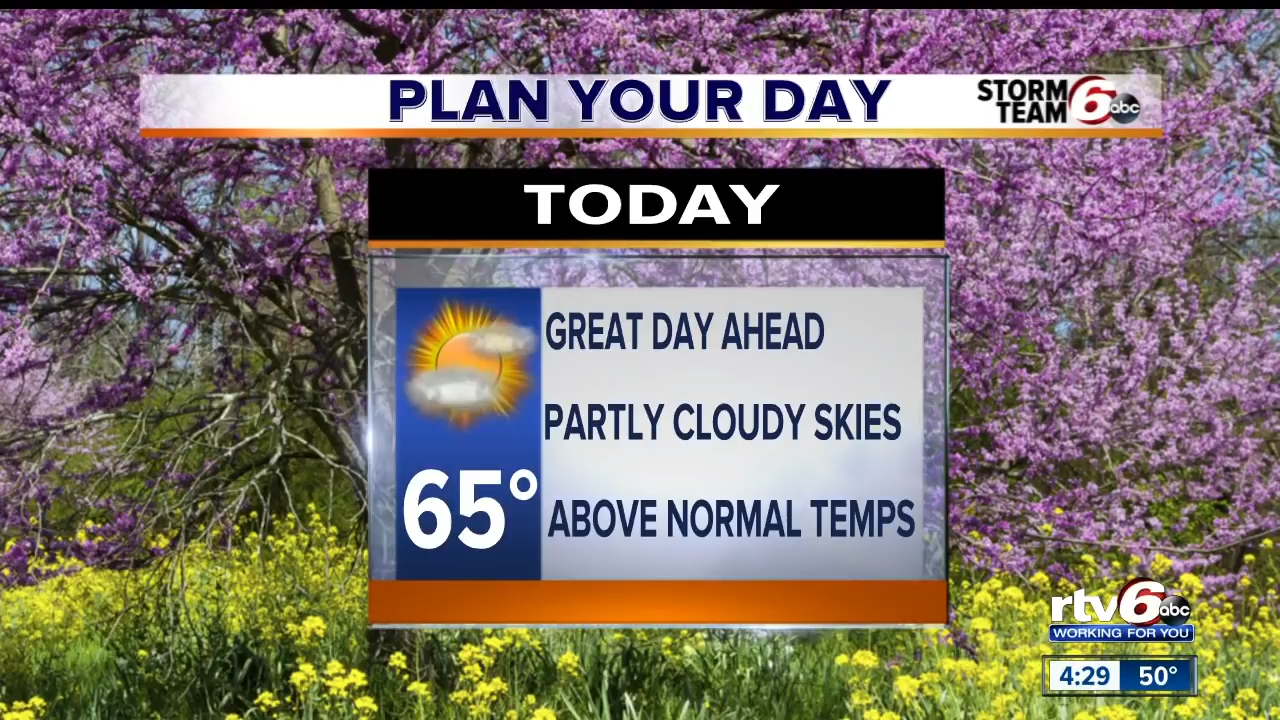 PLAN YOUR DAY
STORM
TEAM 6 abc
TODAY
GREAT DAY AHEAD
PARTLY CLOUDY SKIES
65° ABOVE NORMAL TEMPS
rtv6 abc
WORKING FOR YOU
4:29 50°